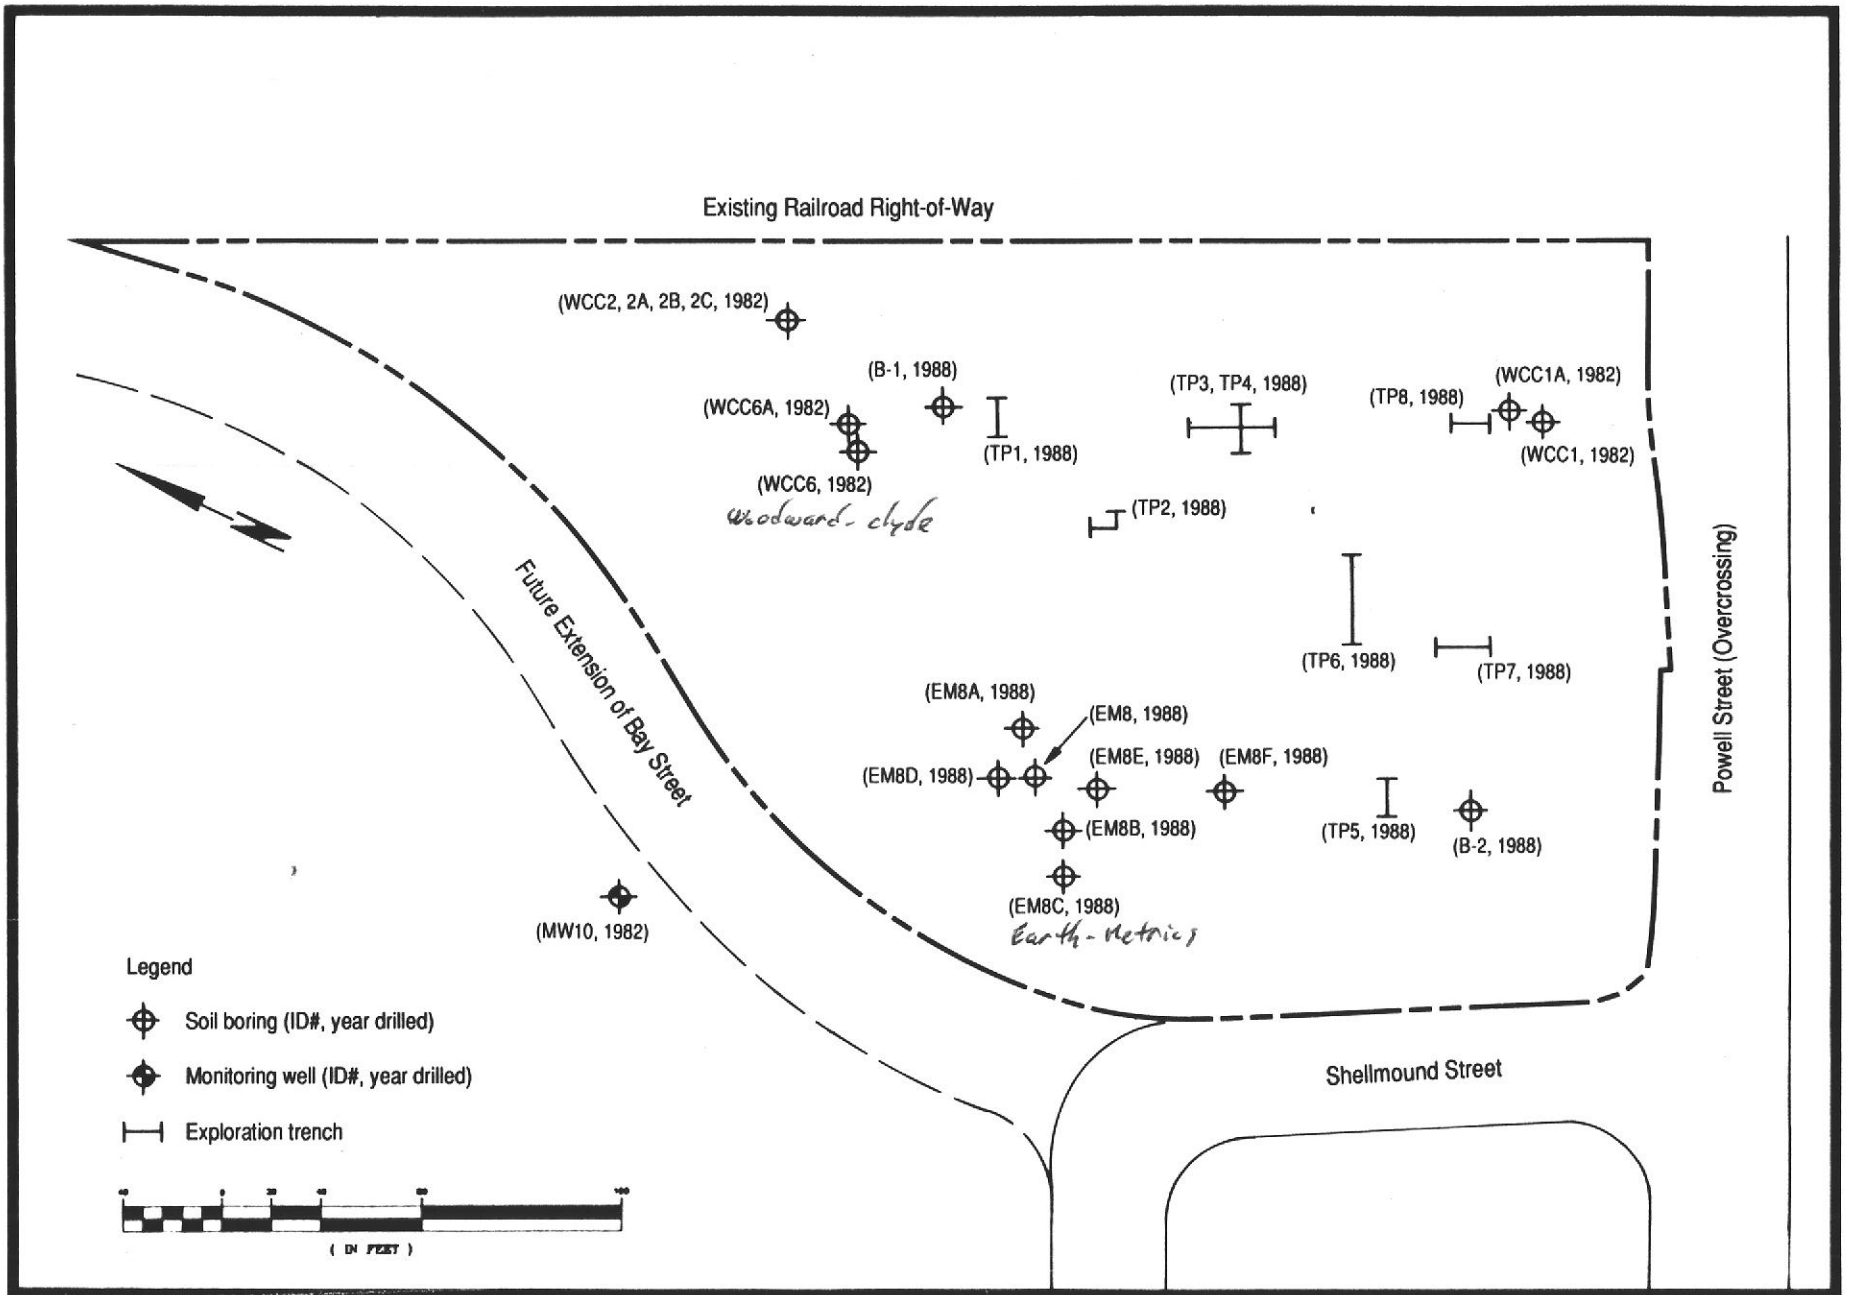 Existing Railroad Right-of-Way
(WCC2, 2A, 2B, 2C, 1982)
(B-1, 1988)
(WCC6A, 1982)
(TP1, 1988)
(WCC6, 1982)
Woodward-Clyde
(TP3, TP4, 1988)
(TP8, 1988)
(WCC1A, 1982)
(WCC1, 1982)
(TP2, 1988)
(TP6, 1988)
(TP7, 1988)
Powell Street (Overcrossing)
Future Extension of Bay Street
(EM8A, 1988)
(EM8, 1988)
(EM8D, 1988)
(EM8E, 1988)
(EM8F, 1988)
(EM8B, 1988)
(EM8C, 1988)
Earth-Metrics
(TP5, 1988)
(B-2, 1988)
(MW10, 1982)
Shellmound Street
Legend
Soil boring (ID#, year drilled)
Monitoring well (ID#, year drilled)
Exploration trench
( IN FEET )